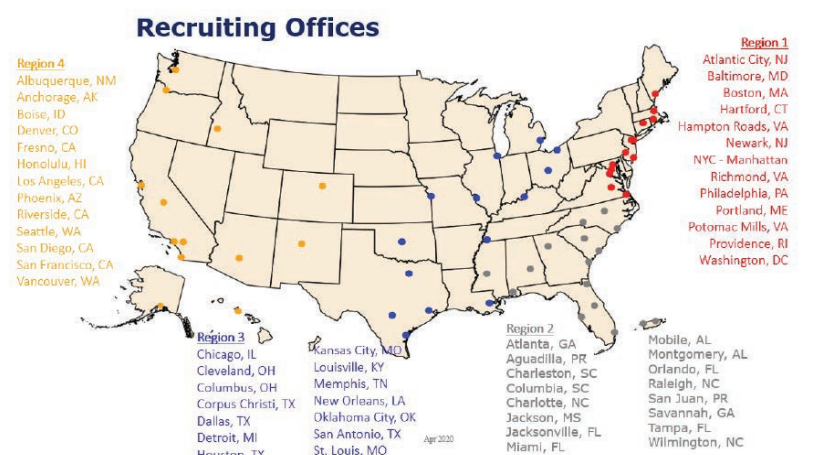 Recruiting Offices
Region 4
Albuquerque, NM
Anchorage, AK
Boise, ID
Denver, CO
Fresno, CA
Honolulu, HI
Los Angeles, CA
Phoenix, AZ
Riverside, CA
Seattle, WA
San Diego, CA
San Francisco, CA
Vancouver, WA
Region 1
Atlantic City, NJ
Baltimore, MD
Boston, MA
Hartford, CT
Hampton Roads, VA
Newark, NJ
NYC - Manhattan
Richmond, VA
Philadelphia, PA
Portland, ME
Potomac Mills, VA
Providence, RI
Washington, DC
Region 3
Chicago, IL
Cleveland, OH
Columbus, OH
Corpus Christi, TX
Dallas, TX
Detroit, MI
Houston, TX
Kansas City, MO
Louisville, KY
Memphis, TN
New Orleans, LA
Oklahoma City, OK
San Antonio, TX
St. Louis, MO
Apr 2020
Region 2
Atlanta, GA
Aguadilla, PR
Charleston, SC
Columbia, SC
Charlotte, NC
Jackson, MS
Jacksonville, FL
Miami, FL
Mobile, AL
Montgomery, AL
Orlando, FL
Raleigh, NC
San Juan, PR
Savannah, GA
Tampa, FL
Wilmington, NC